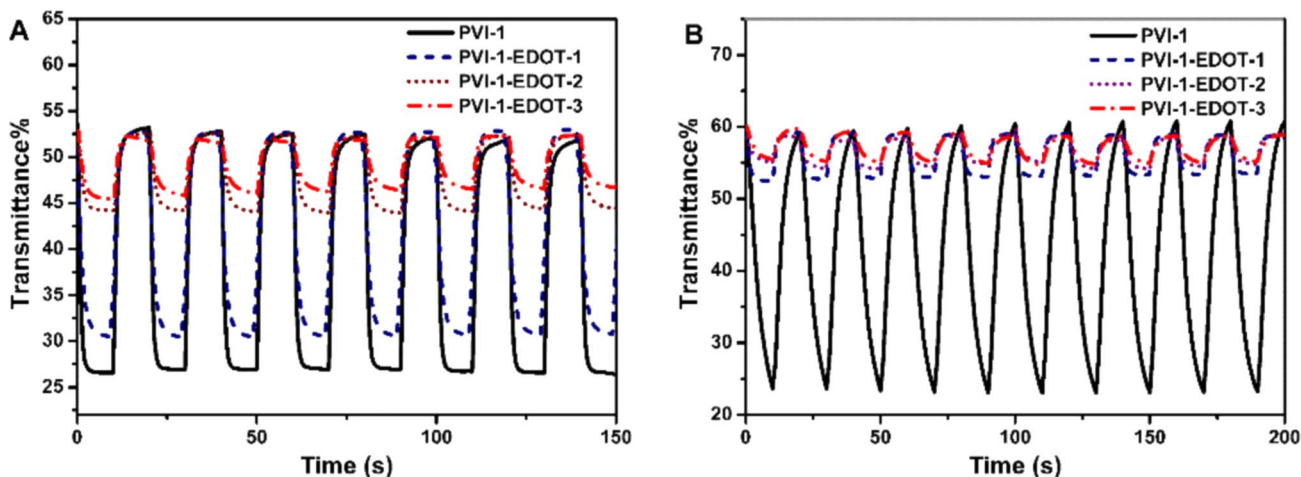 A
PVI-1
PVI-1-EDOT-1
PVI-1-EDOT-2
PVI-1-EDOT-3
Transmittance%
65
60
55
50
45
40
35
30
25
0
50
100
150
Time (s)
B
PVI-1
PVI-1-EDOT-1
PVI-1-EDOT-2
PVI-1-EDOT-3
Transmittance%
70
60
50
40
30
20
0
50
100
150
200
Time (s)